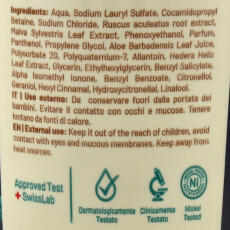 Ingredients: Aqua, Sodium Lauryl Sulfate, Cocamidopropyl
Betaine, Sodium Chloride, Ruscus aculeatus root extract,
Malva Sylvestris Leaf Extract, Phenoxyethanol, Parfum,
Panthenol, Propylene Glycol, Aloe Barbadensis Leaf Juice,
Polysorbate 20, Polyquaternium-7, Allantoin, Hedera Helix
Leaf Extract, Glycerin, Ethylhexylglycerin, Benzyl Salicylate,
Alpha Isomethyl Ionone, Benzyl Benzoate, Citronellol,
Geraniol, Hexyl Cinnamal, Hydroxycitronellal, Linalool.
IT | Uso esterno: Da conservare fuori dalla portata dei
bambini. Evitare il contatto con occhi e mucose. Tenere
lontano da fonti di calore.
EN | External use: Keep it out of the reach of children, avoid
contact with eyes and mucous membranes. Keep away from
heat sources.
Approved Test
+ SwissLab
Dermatologicamente
Testato
Clinicamente
Testato
NI
Nickel
Tested